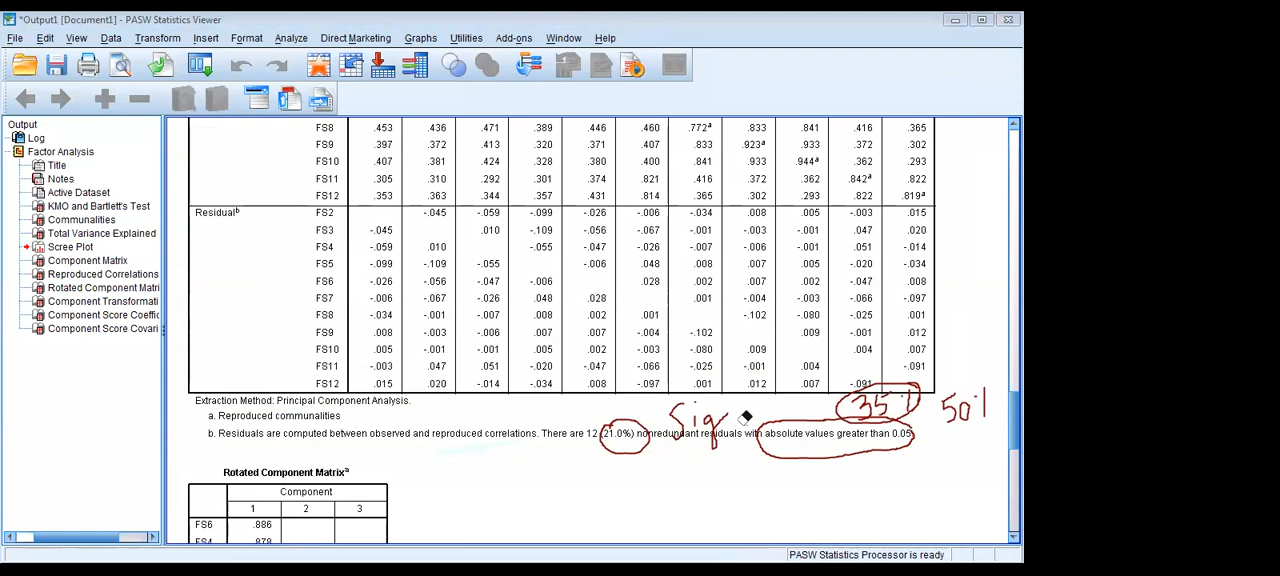 *Output1 [Document1] - PASW Statistics Viewer
File Edit View Data Transform Insert Format Analyze Direct Marketing Graphs Utilities Add-ons Window Help
Output
Log
Factor Analysis
Title
Notes
Active Dataset
KMO and Bartlett's Test
Communalities
Total Variance Explained
Scree Plot
Component Matrix
Reproduced Correlations
Rotated Component Matri
Component Transformati
Component Score Coeffic
Component Score Covari
FS8 .453 .436 .471 .389 .446 .460 .772a .833 .841 .416 .365
FS9 .397 .372 .413 .320 .371 .407 .833 .923a .933 .372 .302
FS10 .407 .381 .424 .328 .380 .400 .841 .933 .944a .362 .293
FS11 .305 .310 .292 .301 .374 .821 .416 .372 .362 .842a .822
FS12 .353 .363 .344 .357 .431 .814 .365 .302 .293 .822 .819a
Residualb FS2 -.045 -.059 -.099 -.026 -.006 -.034 .008 .005 -.003 .015
FS3 -.045 .010 -.109 -.056 -.067 -.001 -.003 -.001 .047 .020
FS4 -.059 .010 -.055 -.047 -.026 -.007 -.006 -.001 .051 -.014
FS5 -.099 -.109 -.055 -.006 .048 .008 .007 .005 -.020 -.034
FS6 -.026 -.056 -.047 -.006 .028 .002 .007 .002 -.047 .008
FS7 -.006 -.067 -.026 .048 .028 .001 -.004 -.003 -.066 -.097
FS8 -.034 -.001 -.007 .008 .002 .001 -.102 -.080 -.025 .001
FS9 .008 -.003 -.006 .007 .007 -.004 -.102 .009 -.001 .012
FS10 .005 -.001 -.001 .005 .002 -.003 -.080 .009 .004 .007
FS11 -.003 .047 .051 -.020 -.047 -.066 -.025 -.001 .004 -.091
FS12 .015 .020 -.014 -.034 .008 -.097 .001 .012 .007 -.091
Extraction Method: Principal Component Analysis.
35% 50%
Sig
a. Reproduced communalities
b. Residuals are computed between observed and reproduced correlations. There are 12 (21.0%) nonredundant residuals with absolute values greater than 0.05.
Rotated Component Matrixa
Component
1 2 3
FS6 .886
FS4 .878
PASW Statistics Processor is ready